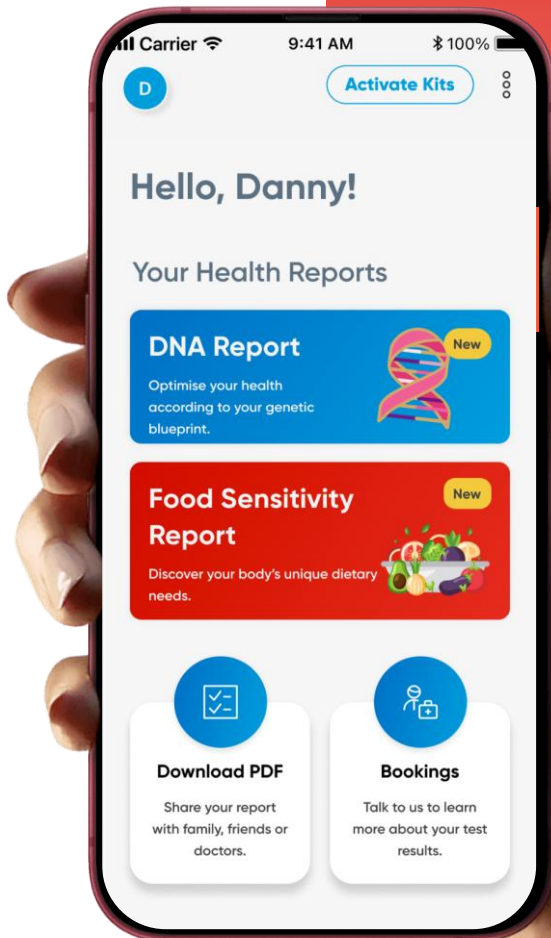 Carrier 9:41 AM 100%
D Activate Kits
Hello, Danny!
Your Health Reports
DNA Report
New
Optimise your health
according to your genetic
blueprint.
Food Sensitivity
Report
New
Discover your body's unique dietary
needs.
Download PDF
Share your report
with family, friends or
doctors.
Bookings
Talk to us to learn
more about your test
results.